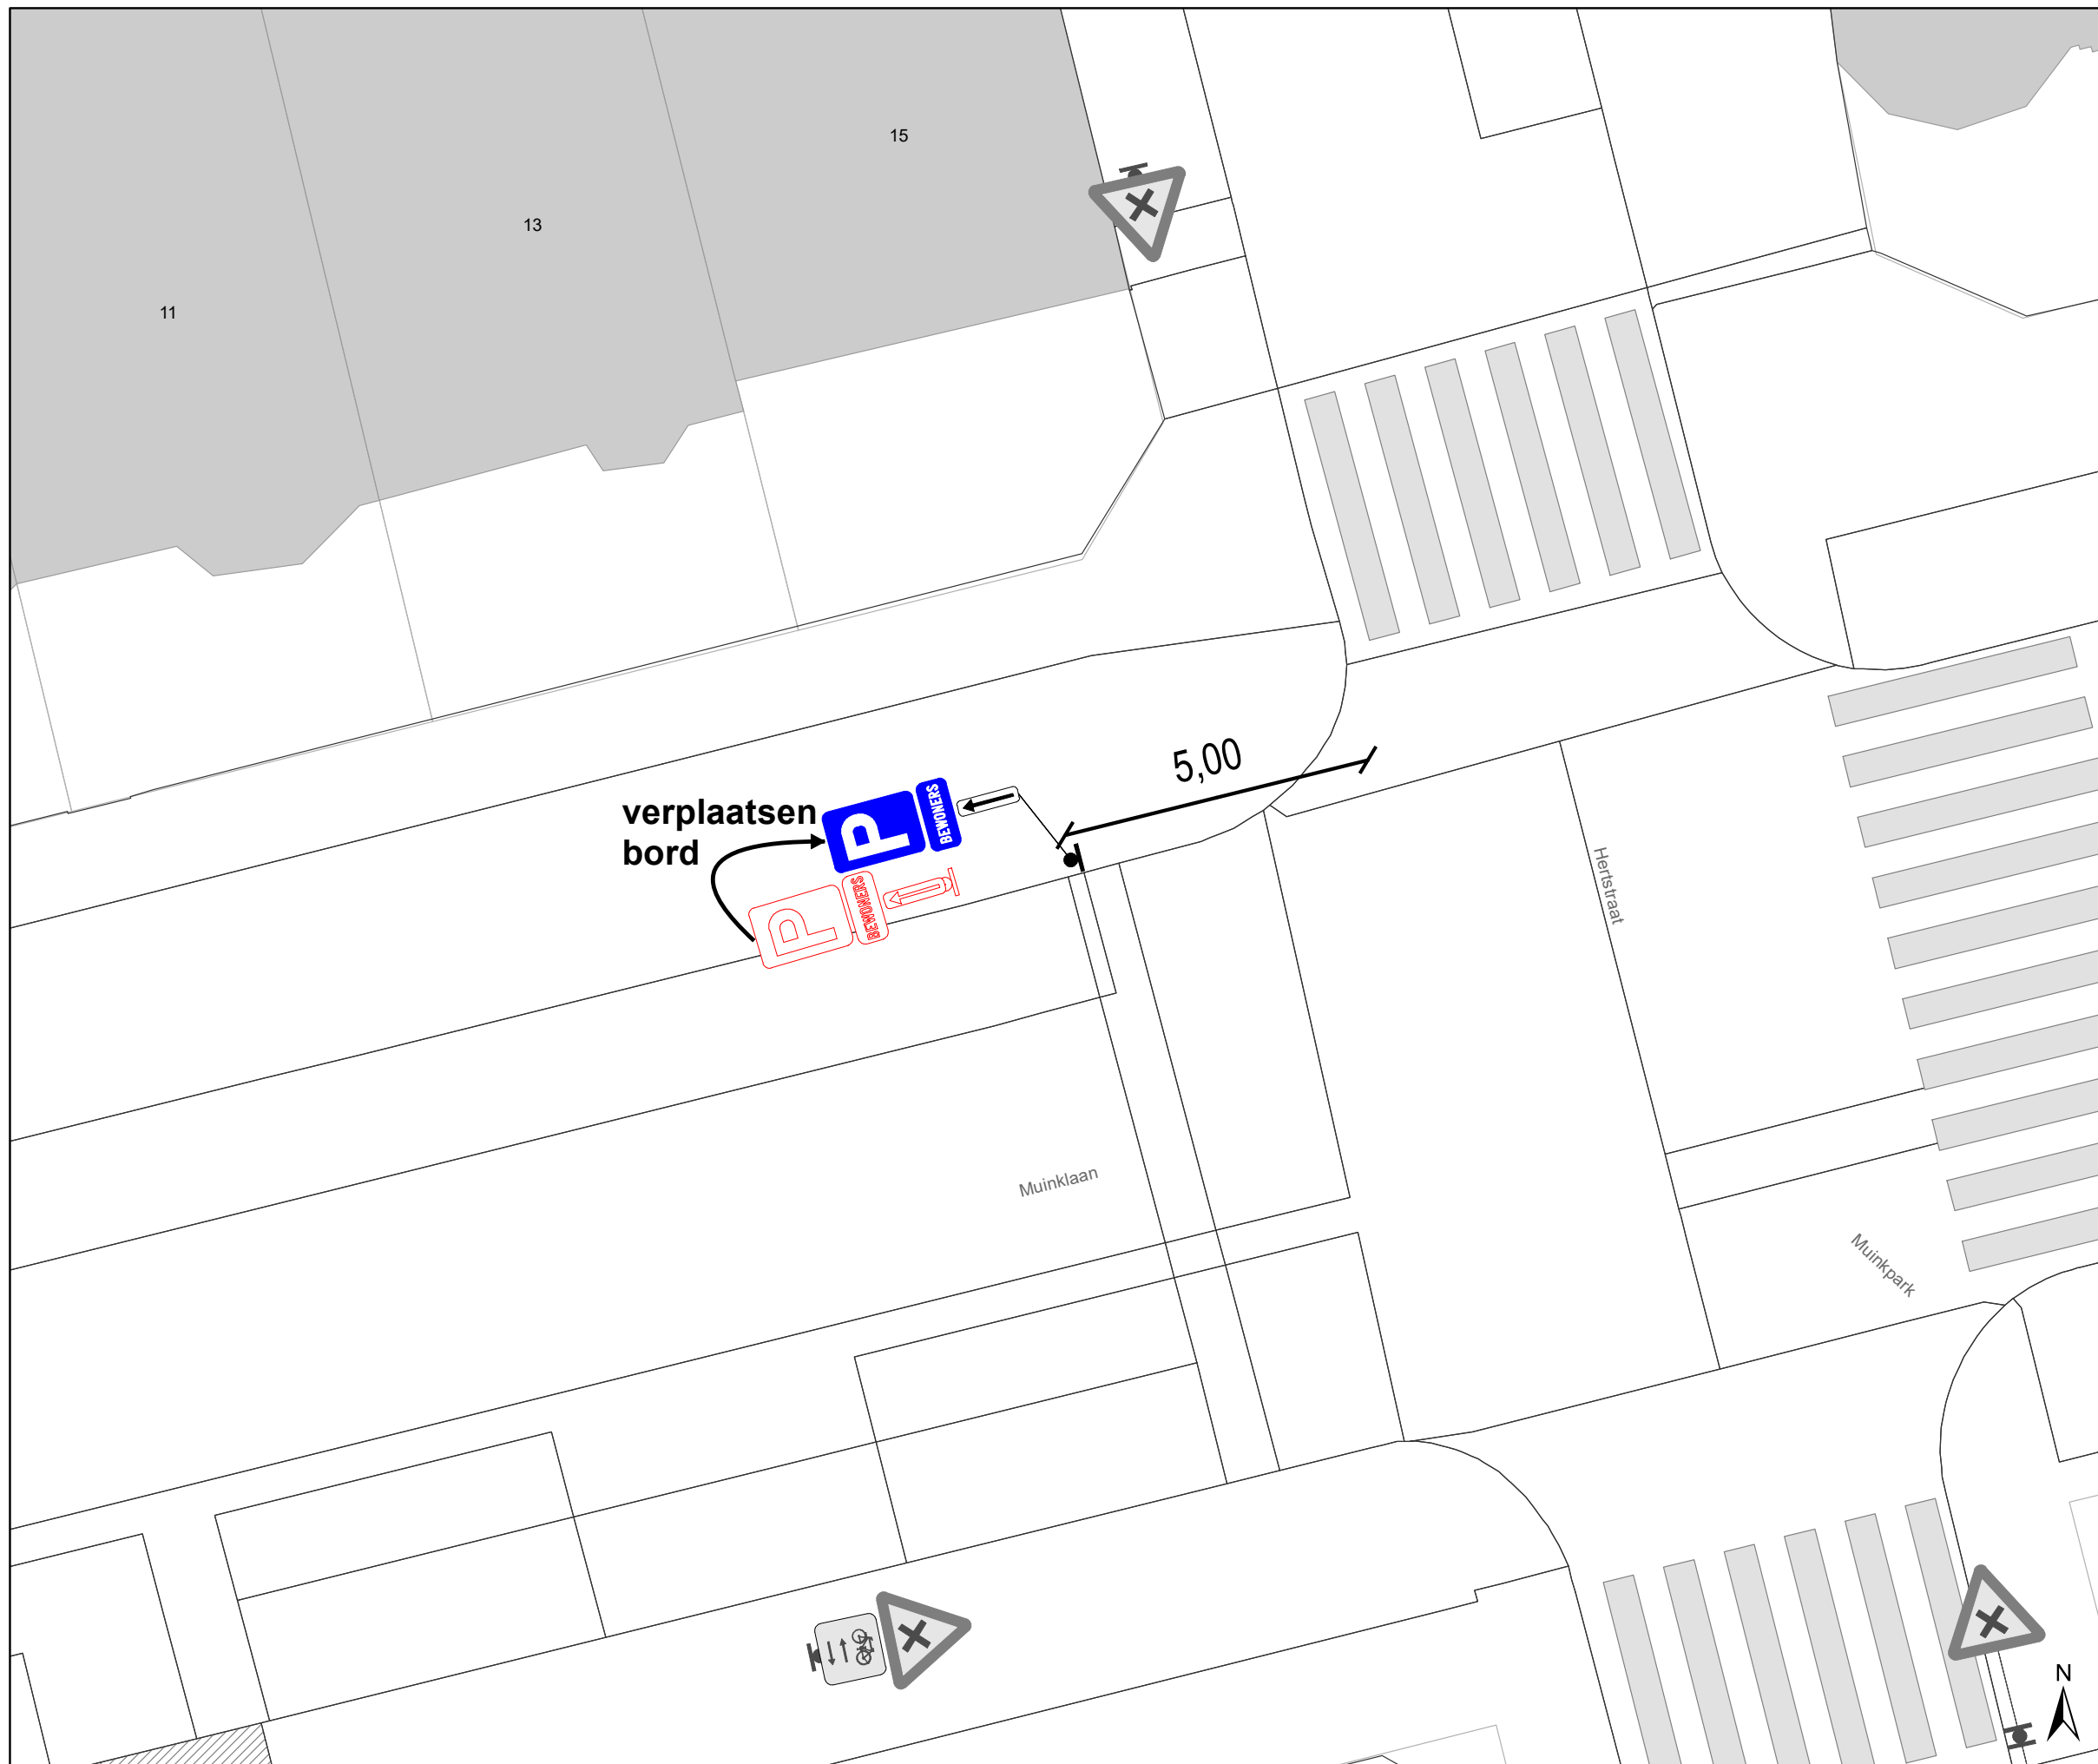 15
13
11
5,00
verplaatsen
bord
P
BEWONERS
P
BEWONERS
Hertstraat
Muinklaan
Muinkpark
N